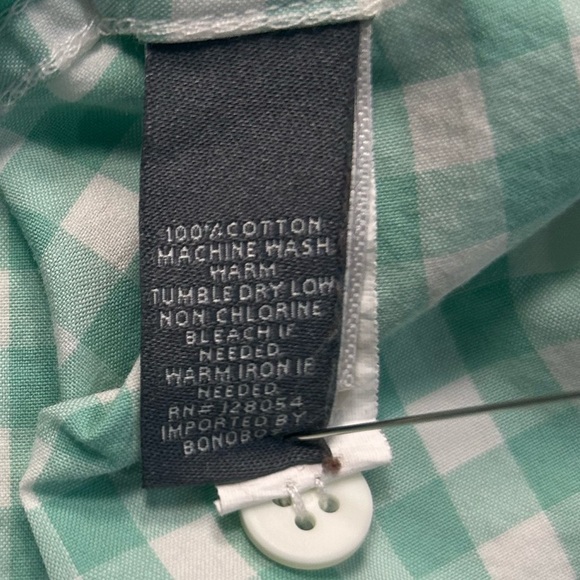 100% COTTON
MACHINE WASH
WARM
TUMBLE DRY LOW
NON CHLORINE
BLEACH IF
NEEDED
WARM IRON IF
NEEDED
RN# 128054
IMPORTED BY